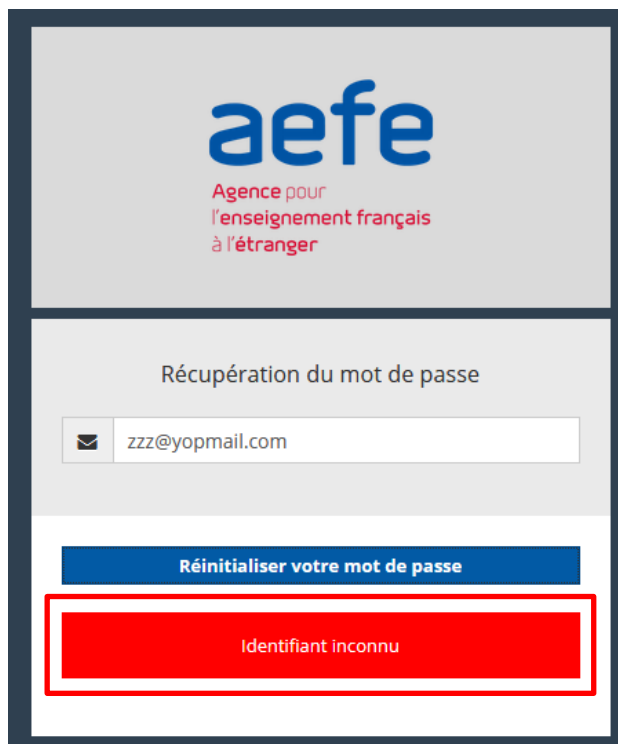 aefe
Agence pour
l'enseignement français
à l'étranger
Récupération du mot de passe
zzz@yopmail.com
Réinitialiser votre mot de passe
Identifiant inconnu